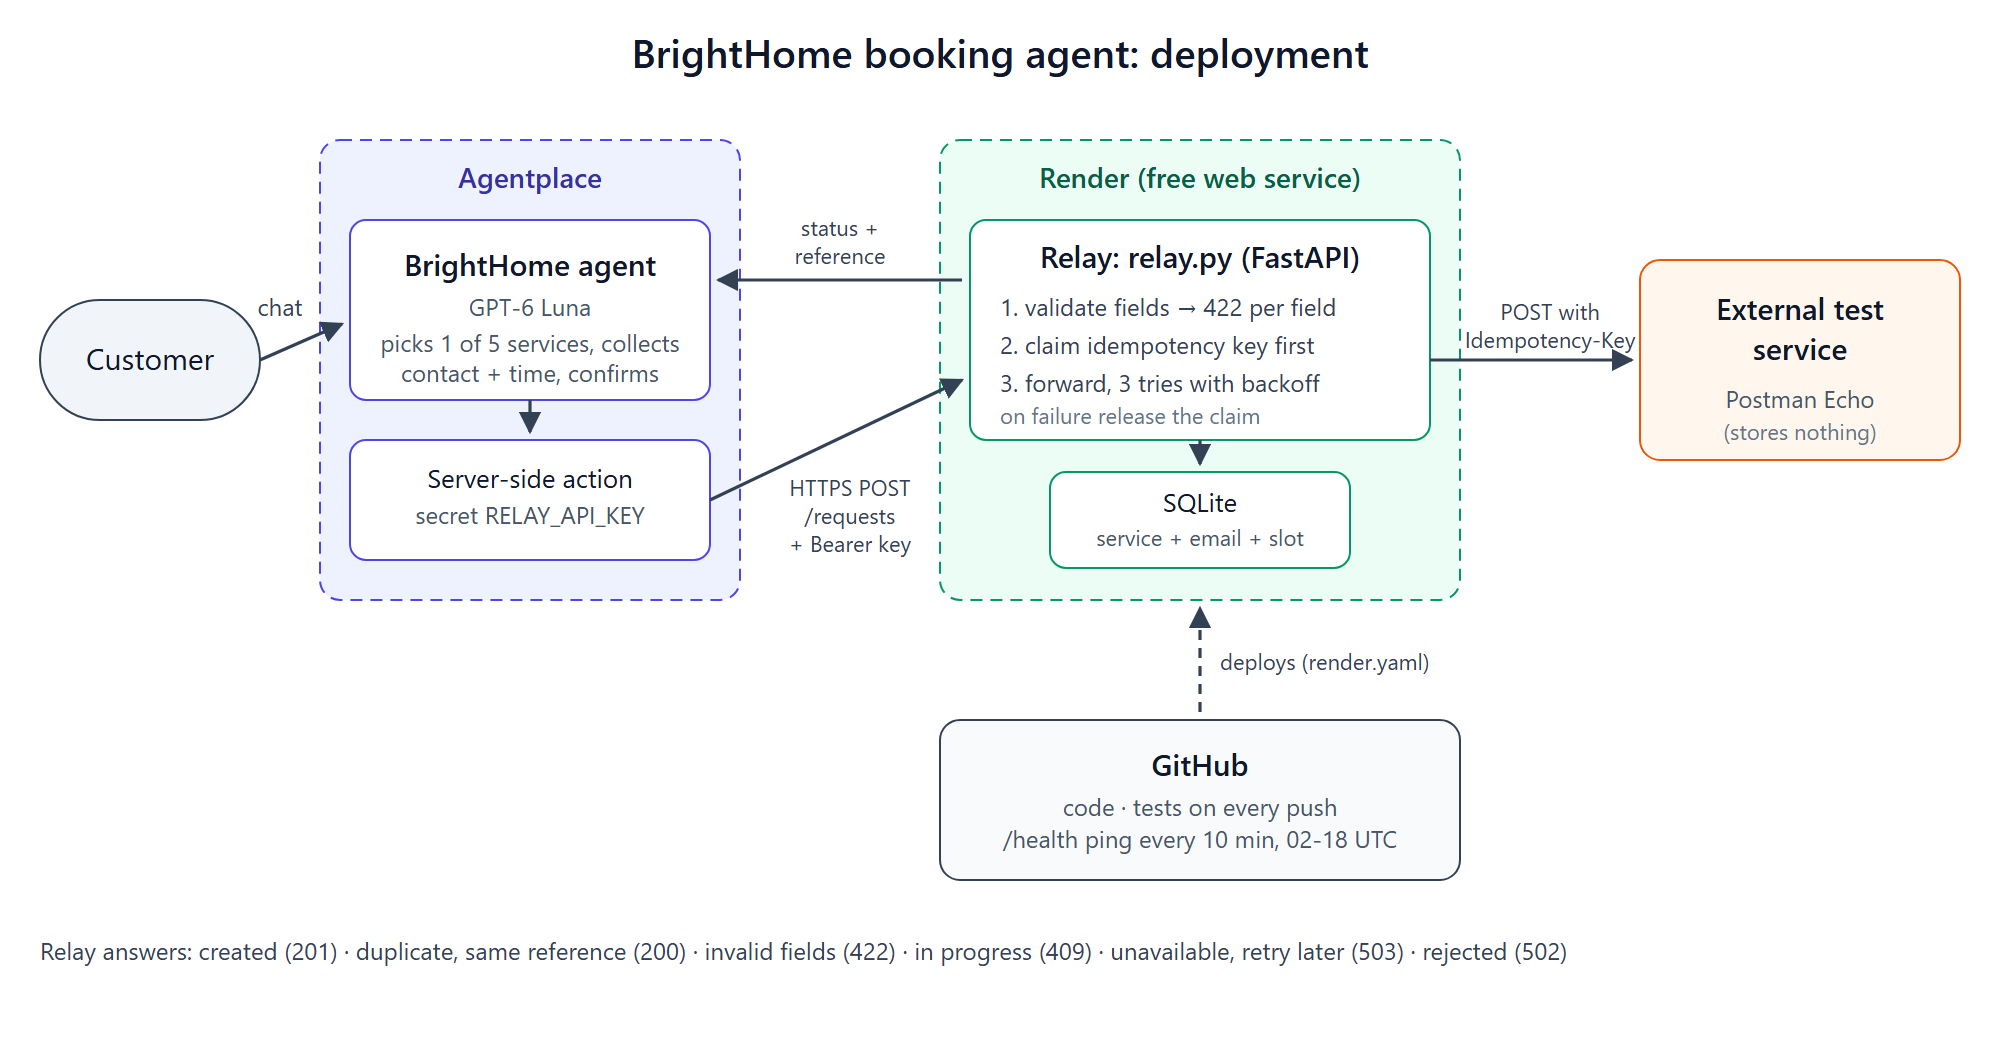 BrightHome booking agent: deployment
Agentplace
BrightHome agent
GPT-6 Luna
picks 1 of 5 services, collects
contact + time, confirms
Server-side action
secret RELAY_API_KEY
Customer
chat
status +
reference
HTTPS POST
/requests
+ Bearer key
Render (free web service)
Relay: relay.py (FastAPI)
1. validate fields → 422 per field
2. claim idempotency key first
3. forward, 3 tries with backoff
on failure release the claim
SQLite
service + email + slot
POST with
Idempotency-Key
External test
service
Postman Echo
(stores nothing)
deploys (render.yaml)
GitHub
code · tests on every push
/health ping every 10 min, 02-18 UTC
Relay answers: created (201) · duplicate, same reference (200) · invalid fields (422) · in progress (409) · unavailable, retry later (503) · rejected (502)